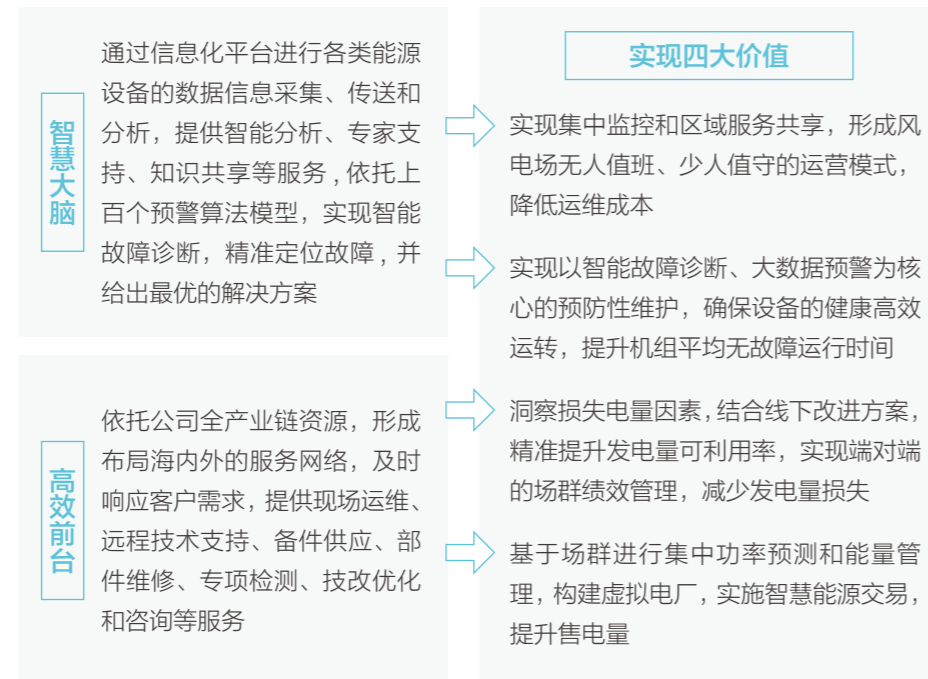 智慧大脑
通过信息化平台进行各类能源
设备的数据信息采集、传送和
分析，提供智能分析、专家支
持、知识共享等服务，依托上
百个预警算法模型，实现智能
故障诊断，精准定位故障，并
给出最优的解决方案
高效前台
依托公司全产业链资源，形成
布局海内外的服务网络，及时
响应客户需求，提供现场运维、
远程技术支持、备件供应、部
件维修、专项检测、技改优化
和咨询等服务
实现四大价值
实现集中监控和区域服务共享，形成风
电场无人值班、少人值守的运营模式，
降低运维成本
实现以智能故障诊断、大数据预警为核
心的预防性维护，确保设备的健康高效
运转，提升机组平均无故障运行时间
洞察损失电量因素，结合线下改进方案，
精准提升发电量可利用率，实现端对端
的场群绩效管理，减少发电量损失
基于场群进行集中功率预测和能量管
理，构建虚拟电厂，实施智慧能源交易，
提升售电量